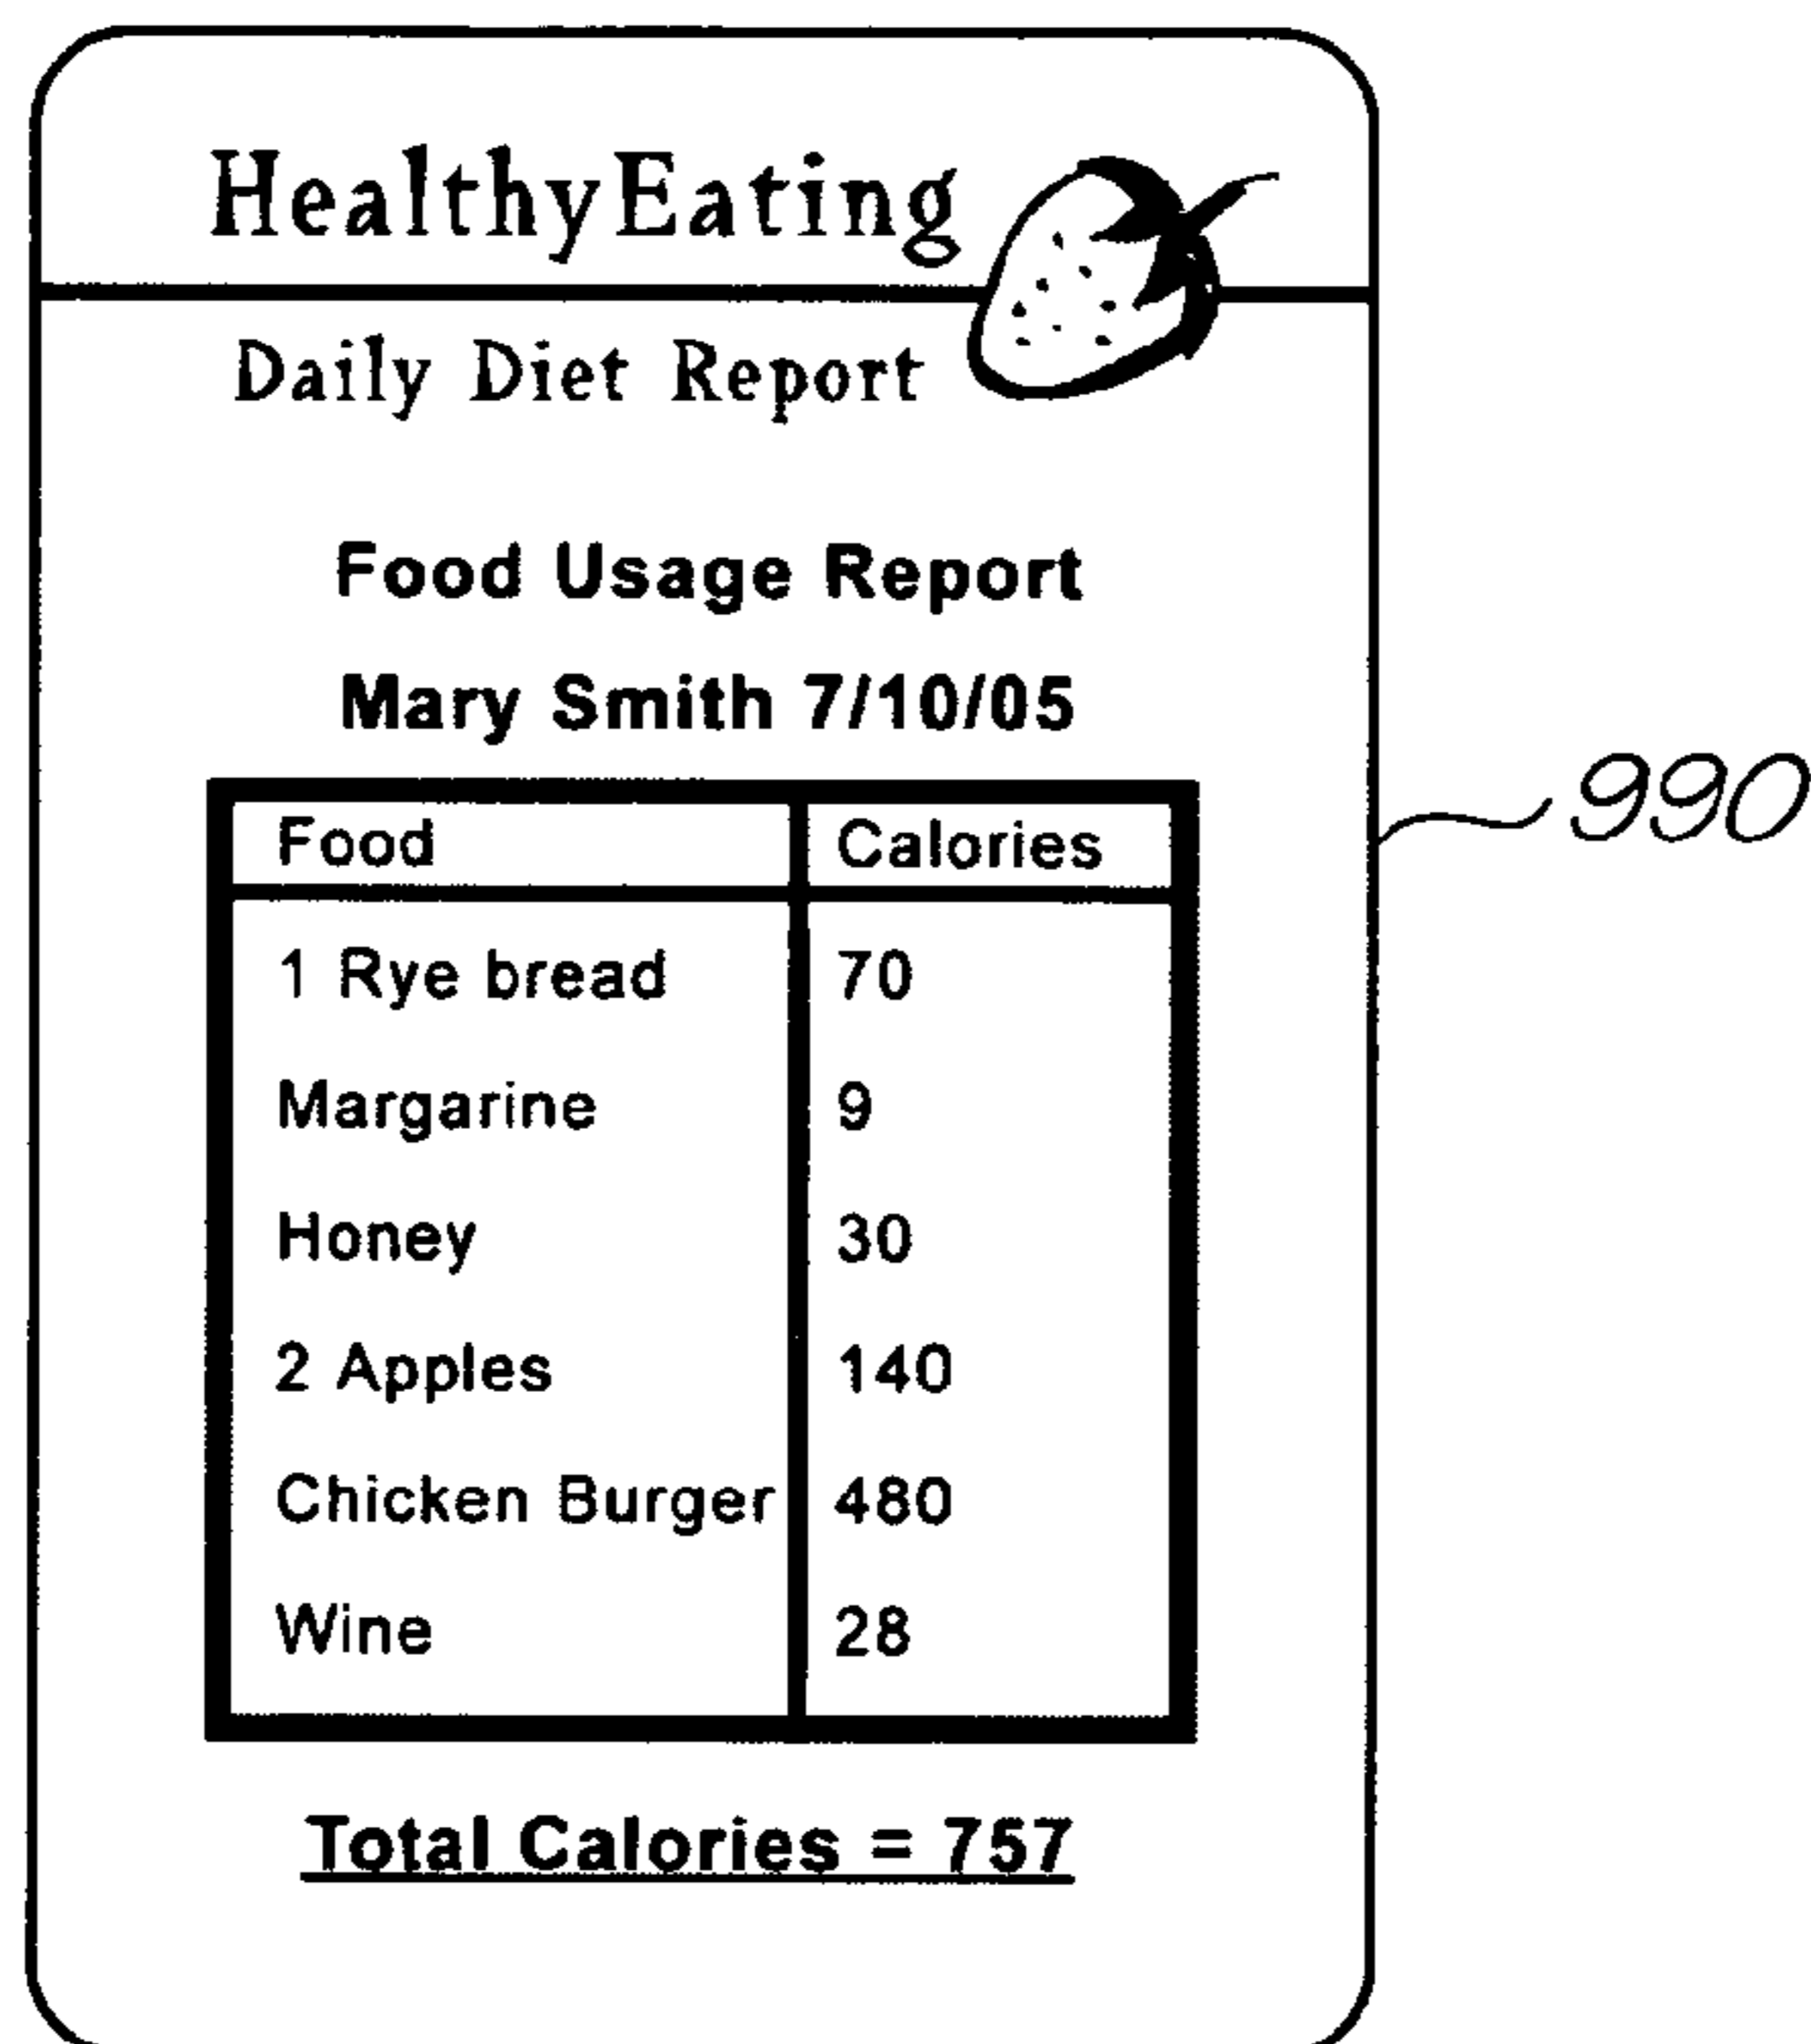 HealthyEating
Daily Diet Report
Food Usage Report
Mary Smith 7/10/05
Food Calories
1 Rye bread 70
Margarine 9
Honey 30
2 Apples 140
Chicken Burger 480
Wine 28
Total Calories = 757
990